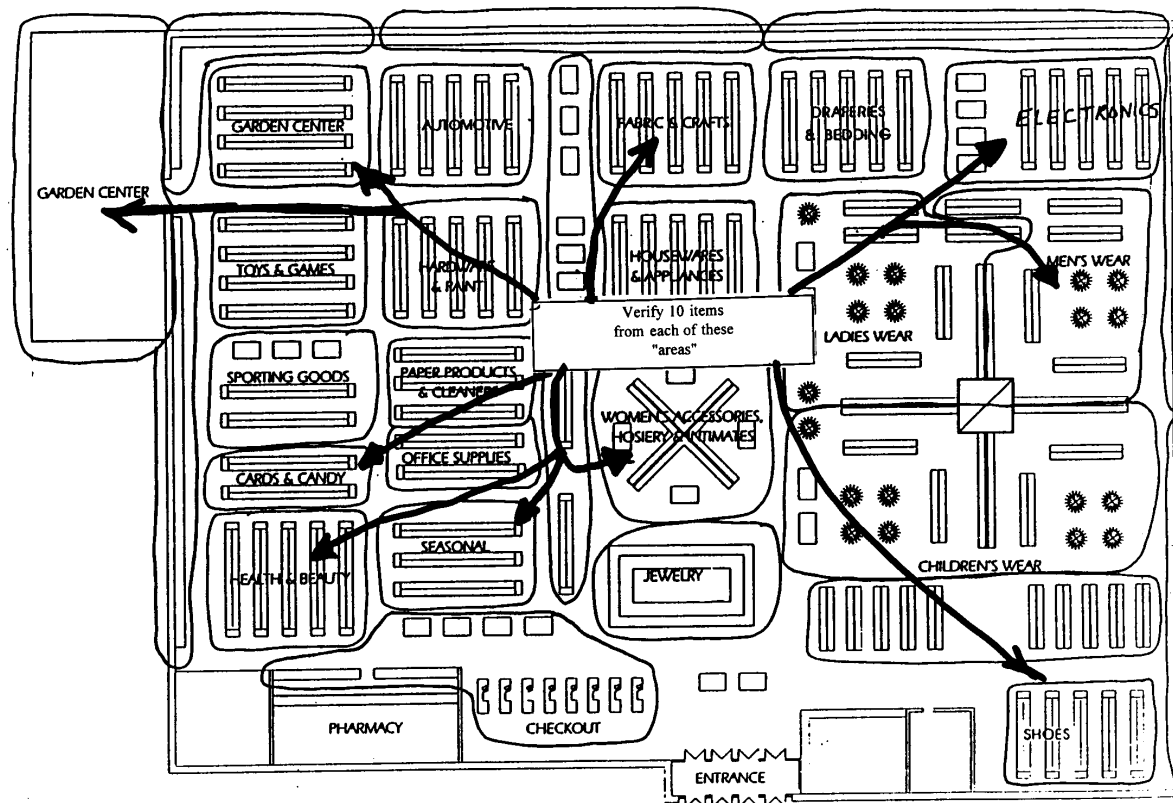 GARDEN CENTER
AUTOMOTIVE
FABRIC & CRAFTS
DRAPERIES
& BEDDING
ELECTRONICS
GARDEN CENTER
TOYS & GAMES
HARDWARE
& PAINT
HOUSEWARES
& APPLIANCES
MEN'S WEAR
Verify 10 items
from each of these
"areas"
LADIES WEAR
SPORTING GOODS
PAPER PRODUCTS
& CLEANERS
WOMEN'S ACCESSORIES,
HOSIERY & INTIMATES
OFFICE SUPPLIES
CARDS & CANDY
SEASONAL
HEALTH & BEAUTY
JEWELRY
CHILDREN'S WEAR
PHARMACY
CHECKOUT
SHOES
ENTRANCE